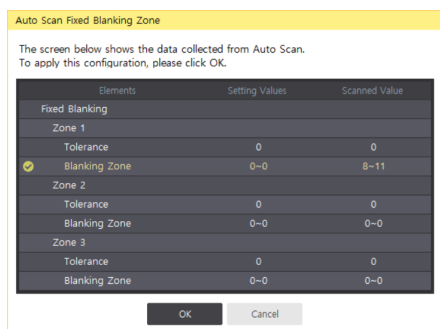 Auto Scan Fixed Blanking Zone
The screen below shows the data collected from Auto Scan.
To apply this configuration, please click OK.
Elements Setting Values Scanned Value
Fixed Blanking
Zone 1
Tolerance 0 0
Blanking Zone 0~0 8~11
Zone 2
Tolerance 0 0
Blanking Zone 0~0 0~0
Zone 3
Tolerance 0 0
Blanking Zone 0~0 0~0
OK Cancel